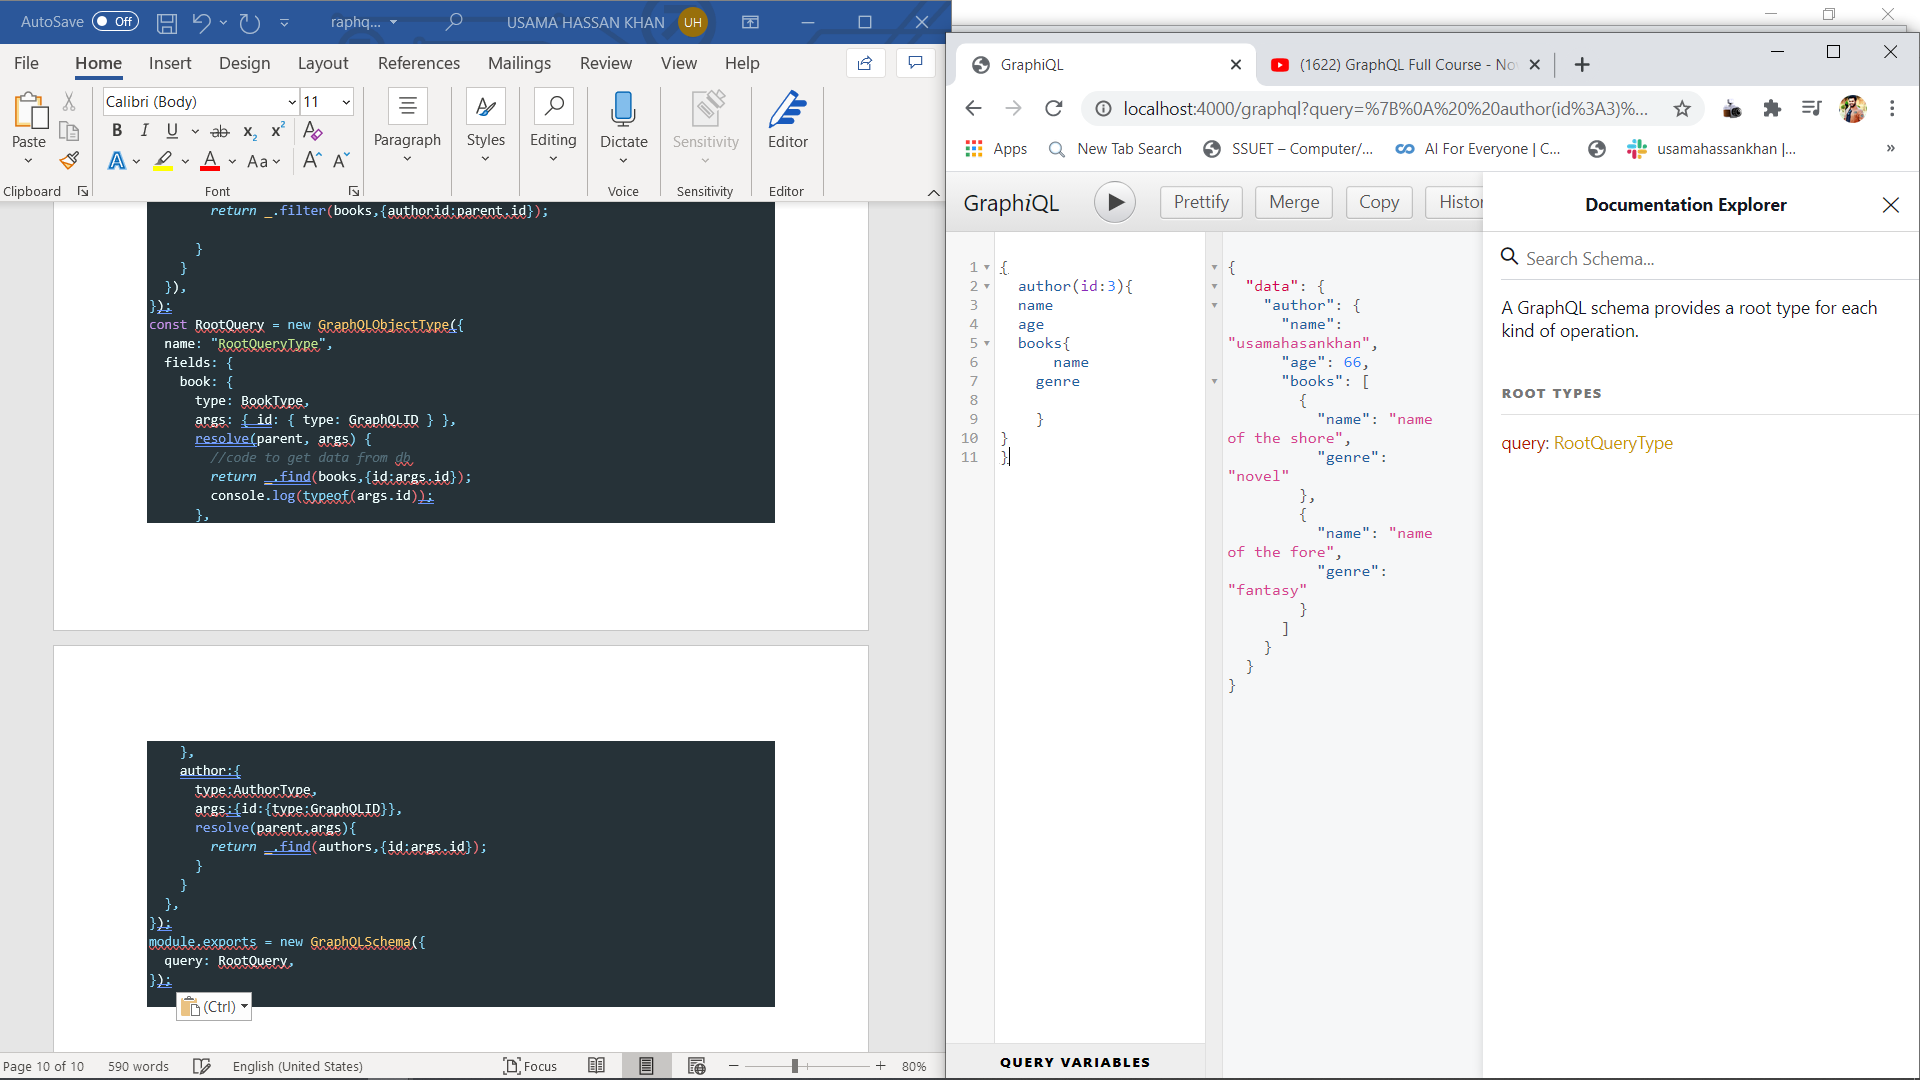 AutoSave Off
raphq...
USAMA HASSAN KHAN UH
File Home Insert Design Layout References Mailings Review View Help
Calibri (Body) 11
Paste
B I U ab x₂ x²
A A Aa A A
Paragraph
Styles
Editing
Dictate
Sensitivity
Editor
Clipboard Font Voice Sensitivity Editor
return _.filter(books,{authorid:parent.id});
}
}
}),
});
const RootQuery = new GraphQLObjectType({
name: "RootQueryType",
fields: {
book: {
type: BookType,
args: { id: { type: GraphQLID } },
resolve(parent, args) {
//code to get data from db
return _.find(books,{id:args.id});
console.log(typeof(args.id));
},
},
author:{
type:AuthorType,
args:{id:{type:GraphQLID}},
resolve(parent,args){
return _.find(authors,{id:args.id});
}
}
},
});
module.exports = new GraphQLSchema({
query: RootQuery,
});
(Ctrl)
Page 10 of 10 590 words English (United States) Focus 80%
GraphiQL
(1622) GraphQL Full Course - No
localhost:4000/graphql?query=%7B%0A%20%20author(id%3A3)%...
Apps New Tab Search SSUET – Computer/... AI For Everyone | C... usamahassankhan |... »
GraphiQL Prettify Merge Copy Histor
1 {
2 author(id:3){
3 name
4 age
5 books{
6 name
7 genre
8
9 }
10 }
11 }
QUERY VARIABLES
{
"data": {
"author": {
"name":
"usamahasankhan",
"age": 66,
"books": [
{
"name": "name
of the shore",
"genre":
"novel"
},
{
"name": "name
of the fore",
"genre":
"fantasy"
}
]
}
}
}
Documentation Explorer
Search Schema...
A GraphQL schema provides a root type for each
kind of operation.
ROOT TYPES
query: RootQueryType